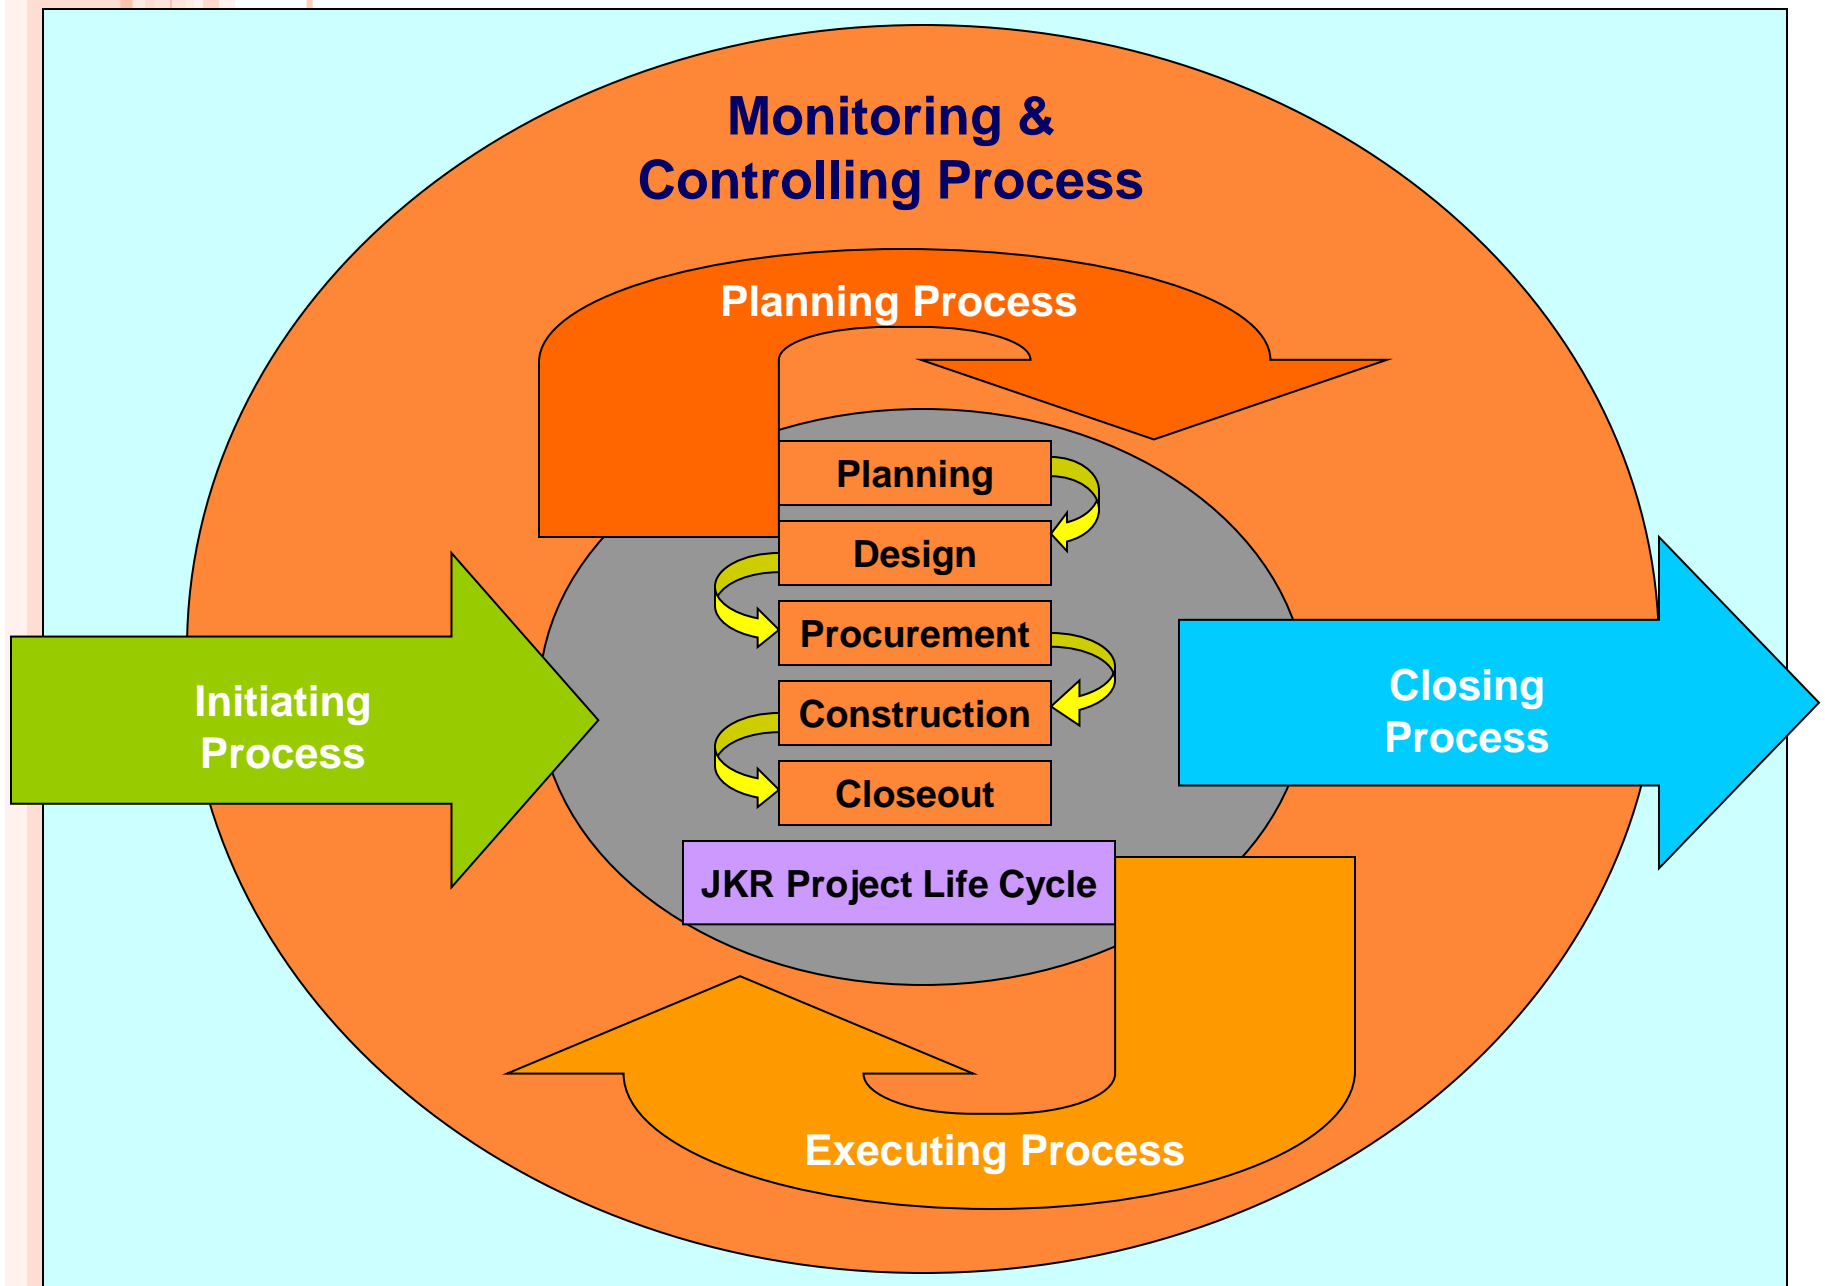 Monitoring &
Controlling Process
Planning Process
Planning
Design
Procurement
Construction
Closeout
Initiating
Process
Closing
Process
JKR Project Life Cycle
Executing Process